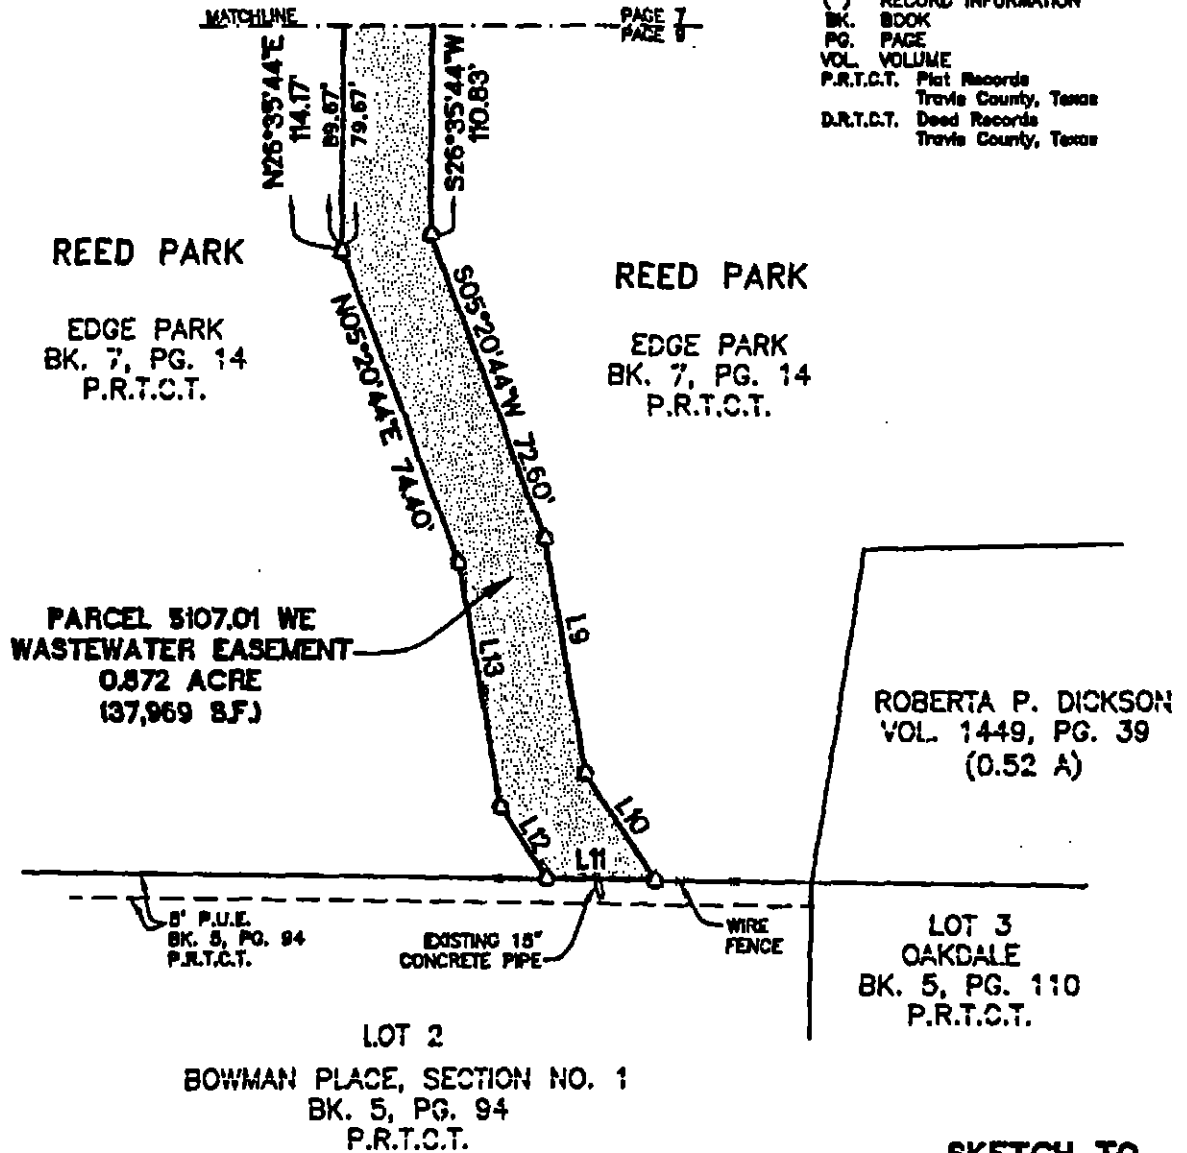 MATCHLINE
PAGE 7
PAGE 9
( ) RECORD INFORMATION
BK. BOOK
PG. PAGE
VOL. VOLUME
P.R.T.C.T. Plat Records
Travis County, Texas
D.R.T.C.T. Deed Records
Travis County, Texas
N26°35'44"E
114.17'
89.67'
79.67'
S26°35'44"W
110.83'
REED PARK
EDGE PARK
BK. 7, PG. 14
P.R.T.C.T.
REED PARK
EDGE PARK
BK. 7, PG. 14
P.R.T.C.T.
N05°20'44"E 74.40'
S05°20'44"W 72.60'
PARCEL 5107.01 WE
WASTEWATER EASEMENT
0.872 ACRE
(37,969 S.F.)
L9
L13
L10
L12
L11
ROBERTA P. DICKSON
VOL. 1449, PG. 39
(0.52 A)
5' P.U.E.
BK. 5, PG. 94
P.R.T.C.T.
EXISTING 15"
CONCRETE PIPE
WIRE
FENCE
LOT 3
OAKDALE
BK. 5, PG. 110
P.R.T.C.T.
LOT 2
BOWMAN PLACE, SECTION NO. 1
BK. 5, PG. 94
P.R.T.C.T.
SKETCH TO